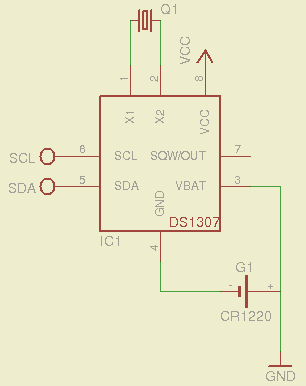 Q1
VCC
1
2
8
X1
X2
VCC
SCL
6
SCL
SQW/OUT
7
SDA
5
SDA
VBAT
3
GND
DS1307
IC1
4
G1
-
+
CR1220
GND